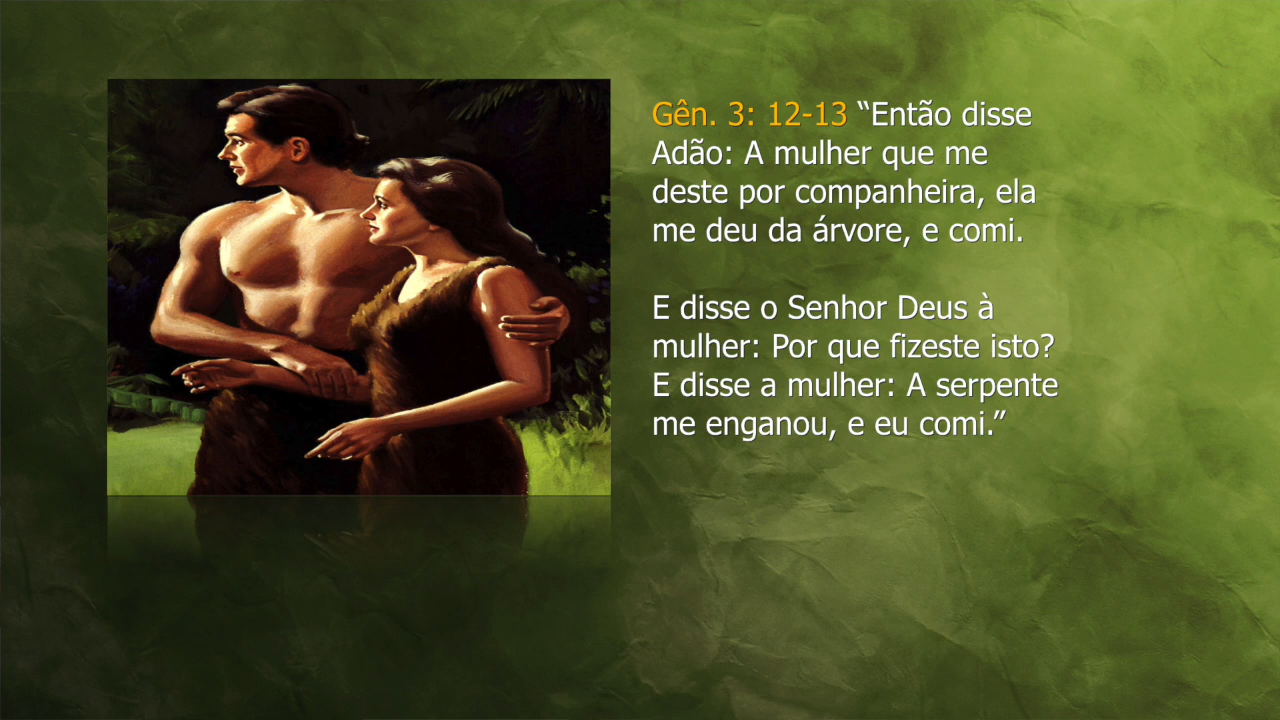 Gên. 3: 12-13 “Então disse
Adão: A mulher que me
deste por companheira, ela
me deu da árvore, e comi.
E disse o Senhor Deus à
mulher: Por que fizeste isto?
E disse a mulher: A serpente
me enganou, e eu comi.”